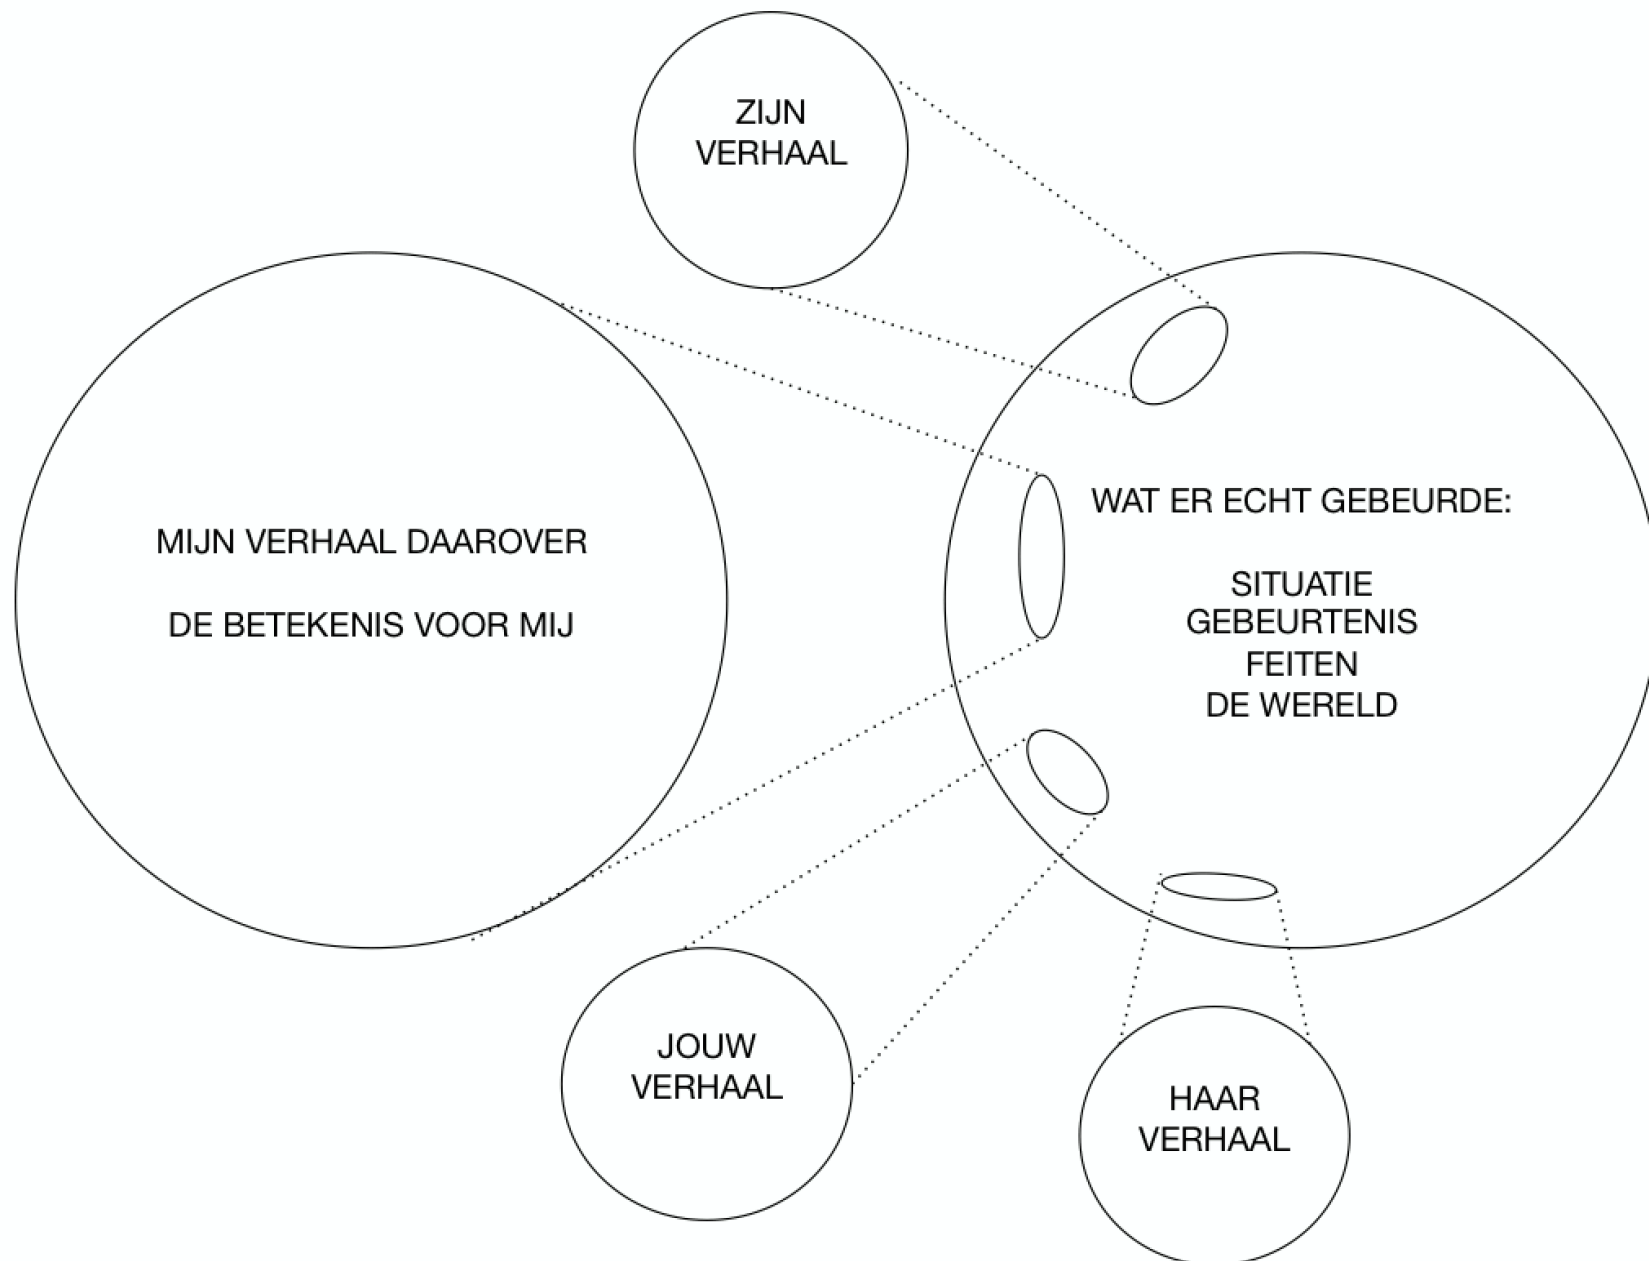 ZIJN
VERHAAL
MIJN VERHAAL DAAROVER
DE BETEKENIS VOOR MIJ
WAT ER ECHT GEBEURDE:
SITUATIE
GEBEURTENIS
FEITEN
DE WERELD
JOUW
VERHAAL
HAAR
VERHAAL